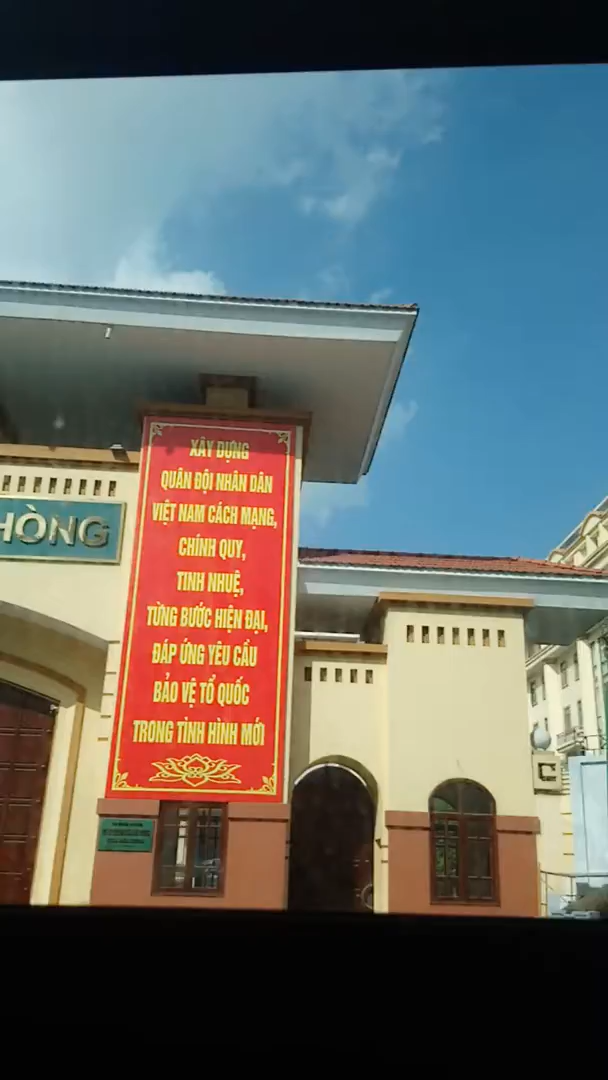 HÒNG
XÂY DỰNG
QUÂN ĐỘI NHÂN DÂN
VIỆT NAM CÁCH MẠNG,
CHÍNH QUY,
TINH NHUỆ,
TỪNG BƯỚC HIỆN ĐẠI,
ĐÁP ỨNG YÊU CẦU
BẢO VỆ TỔ QUỐC
TRONG TÌNH HÌNH MỚI